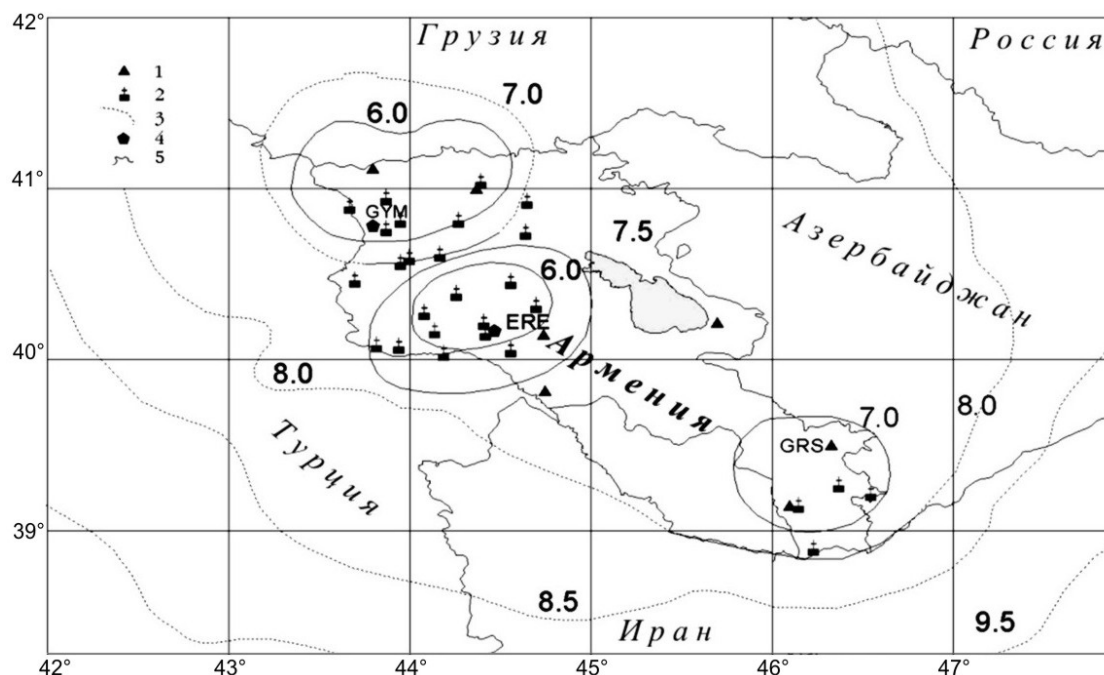 42°
Грузия
Россия
1
2
3
4
5
7.0
6.0
41°
GYM
7.5
Азербайджан
6.0
ERE
40°
Армения
8.0
8.0
7.0
Турция
GRS
39°
8.5
Иран
9.5
42
43
44
45
46
47